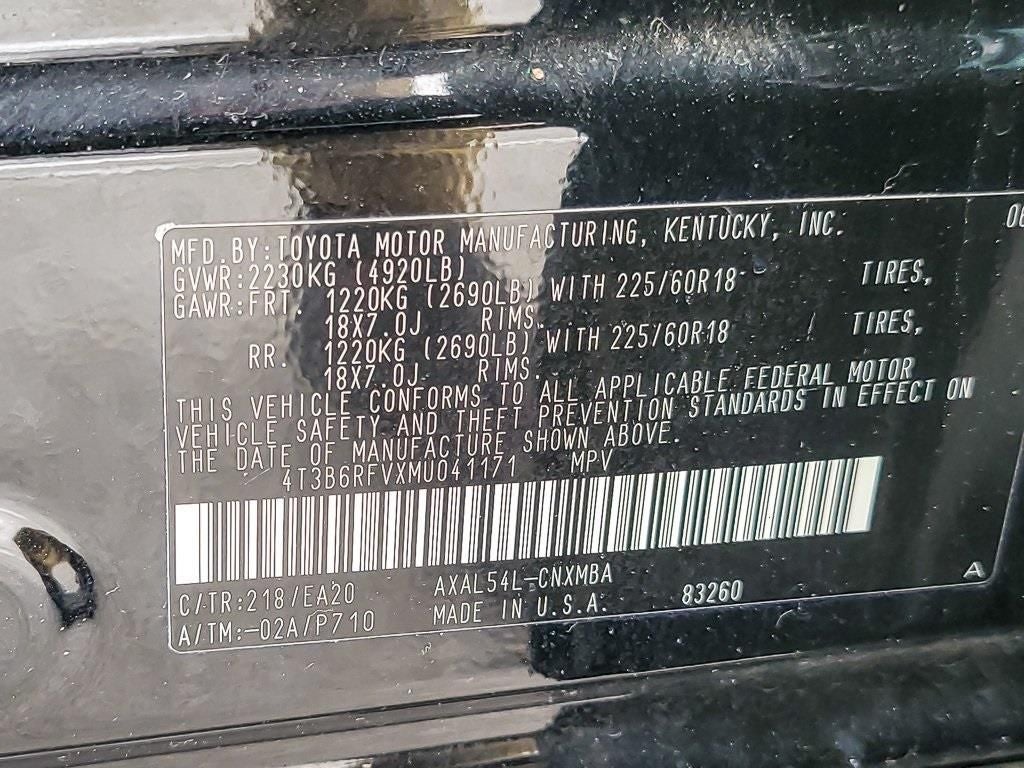 MFD.BY:TOYOTA MOTOR MANUFACTURING, KENTUCKY, INC.
GVWR:2230KG (4920LB)
GAWR:FRT. 1220KG (2690LB) WITH 225/60R18 TIRES,
18X7.0J RIMS.
RR. 1220KG (2690LB) WITH 225/60R18 TIRES,
18X7.0J RIMS.
THIS VEHICLE CONFORMS TO ALL APPLICABLE FEDERAL MOTOR
VEHICLE SAFETY AND THEFT PREVENTION STANDARDS IN EFFECT ON
THE DATE OF MANUFACTURE SHOWN ABOVE.
4T3B6RFVXMU041171 MPV
C/TR:218/EA20 AXAL54L-CNXMBA 83260 A
A/TM:-02A/P710 MADE IN U.S.A.